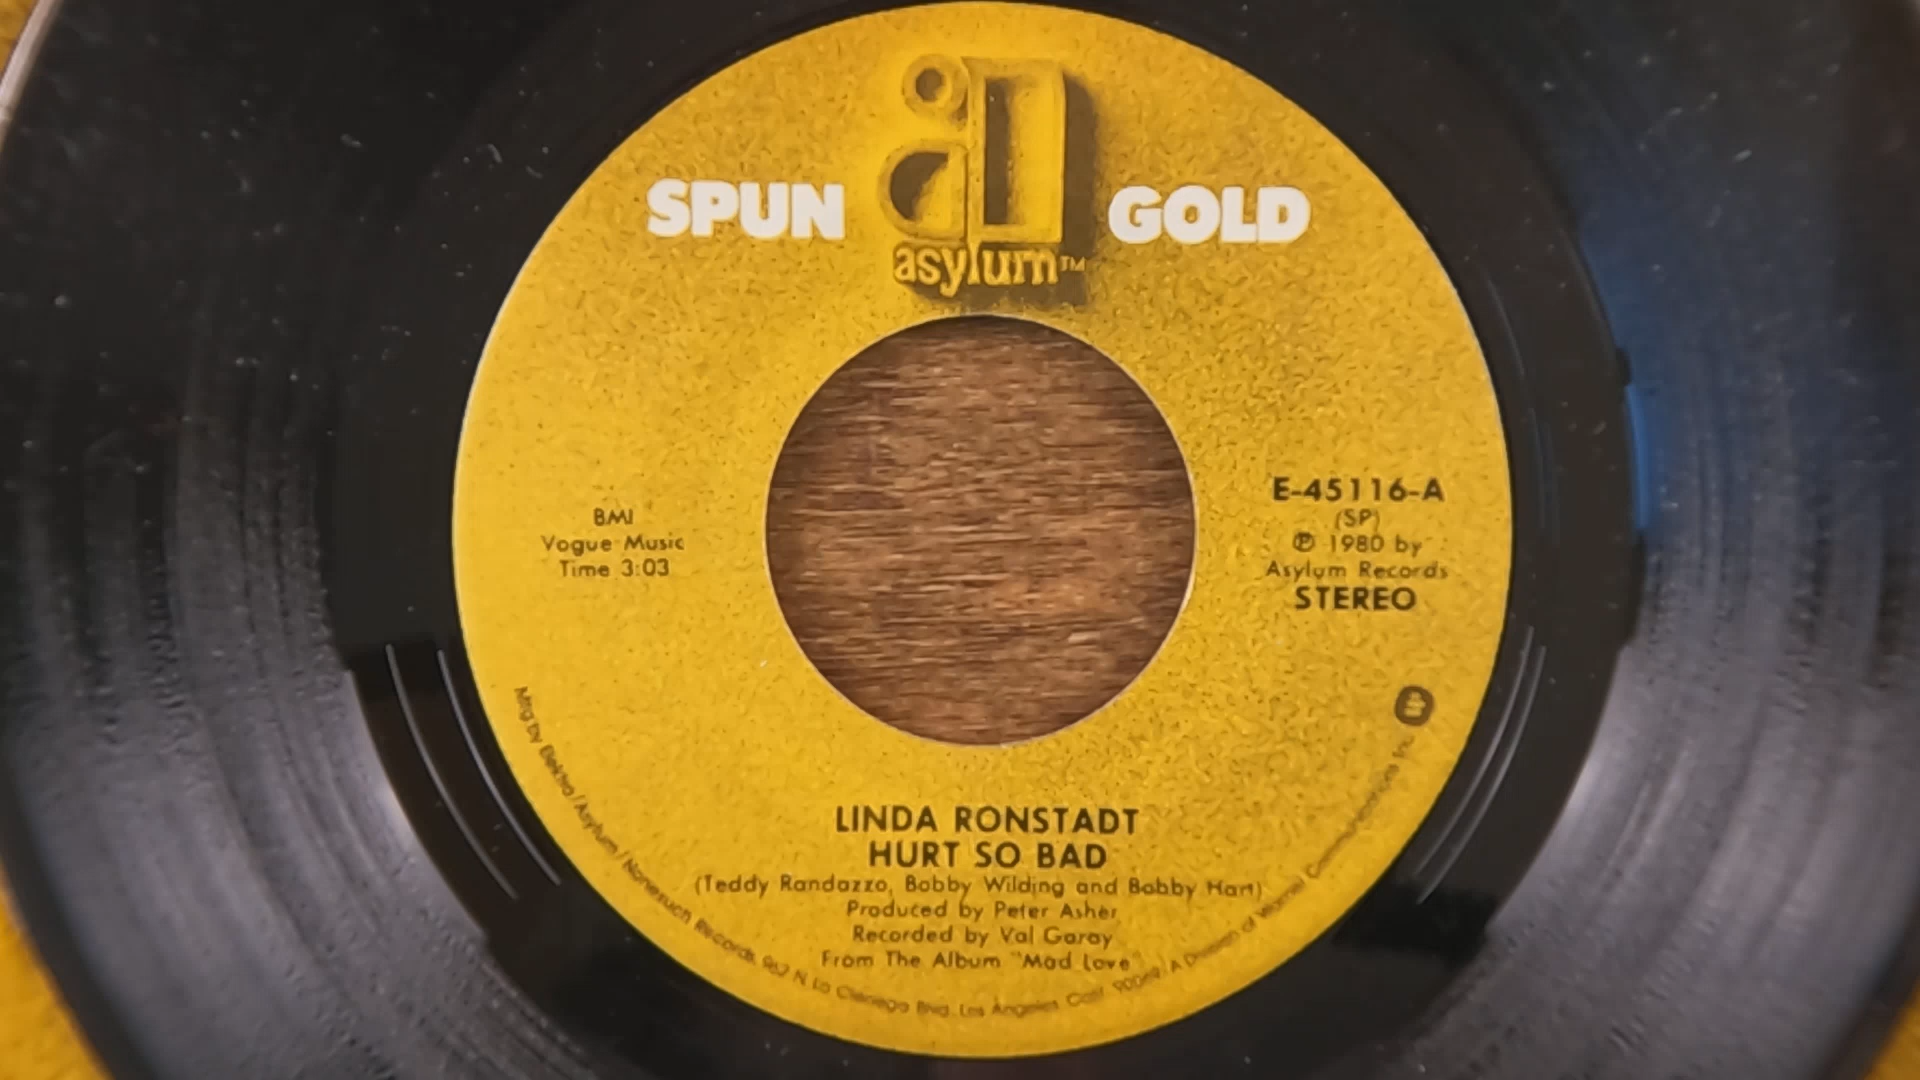 SPUN GOLD
asylum™
BMI
Vogue Music
Time 3:03
E-45116-A
(SP)
℗ 1980 by
Asylum Records
STEREO
LINDA RONSTADT
HURT SO BAD
(Teddy Randazzo, Bobby Wilding and Bobby Hart)
Produced by Peter Asher
Recorded by Val Garay
From The Album "Mad Love"
Mfg by Elektra/Asylum/Nonesuch Records, 962 N. La Cienega Blvd. Los Angeles Calif. 90069 A Division of Warner Communications Inc.